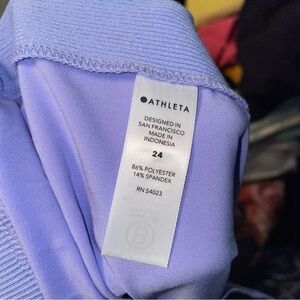 ATHLETA
DESIGNED IN
SAN FRANCISCO
MADE IN
INDONESIA
24
86% POLYESTER
14% SPANDEX
RN 54023
B